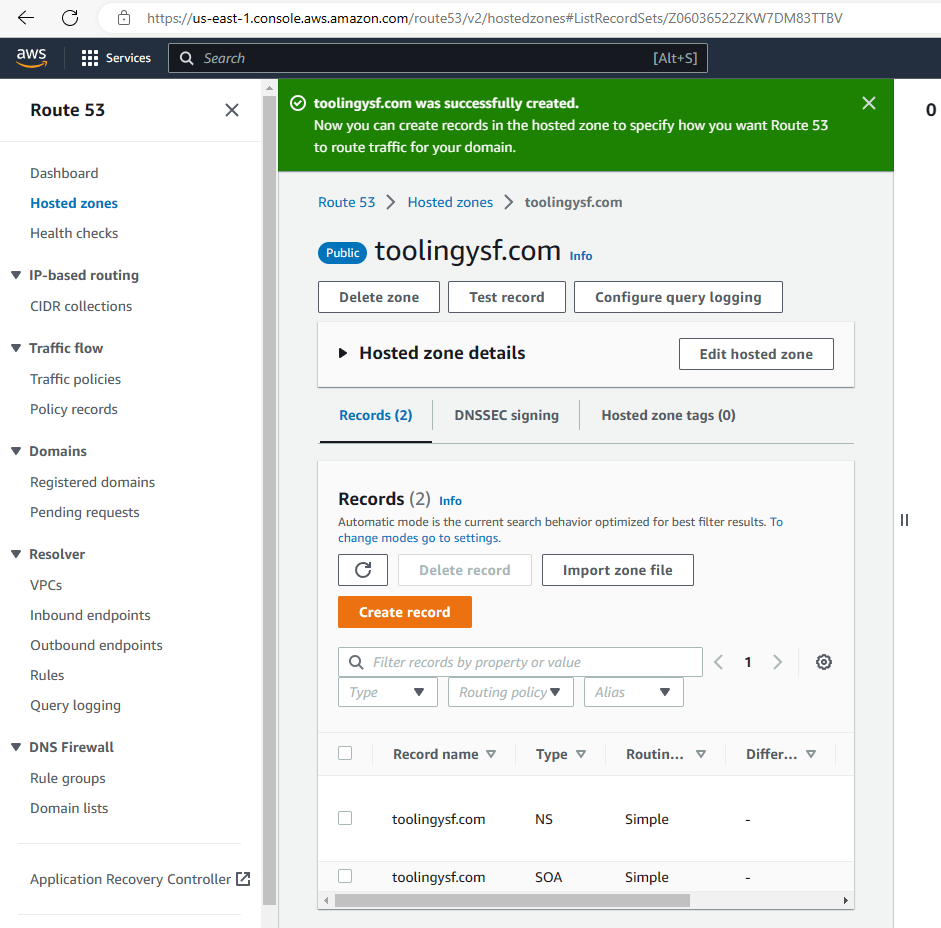 https://us-east-1.console.aws.amazon.com/route53/v2/hostedzones#ListRecordSets/Z06036522ZKW7DM83TTBV
aws
Services
Search
[Alt+S]
Route 53
Dashboard
Hosted zones
Health checks
IP-based routing
CIDR collections
Traffic flow
Traffic policies
Policy records
Domains
Registered domains
Pending requests
Resolver
VPCs
Inbound endpoints
Outbound endpoints
Rules
Query logging
DNS Firewall
Rule groups
Domain lists
Application Recovery Controller
toolingysf.com was successfully created.
Now you can create records in the hosted zone to specify how you want Route 53
to route traffic for your domain.
0
Route 53 > Hosted zones > toolingysf.com
Public toolingysf.com Info
Delete zone
Test record
Configure query logging
Hosted zone details
Edit hosted zone
Records (2)
DNSSEC signing
Hosted zone tags (0)
Records (2) Info
Automatic mode is the current search behavior optimized for best filter results. To
change modes go to settings.
Delete record
Import zone file
Create record
Filter records by property or value
1
Type
Routing policy
Alias
Record name Type Routin... Differ...
toolingysf.com NS Simple -
toolingysf.com SOA Simple -